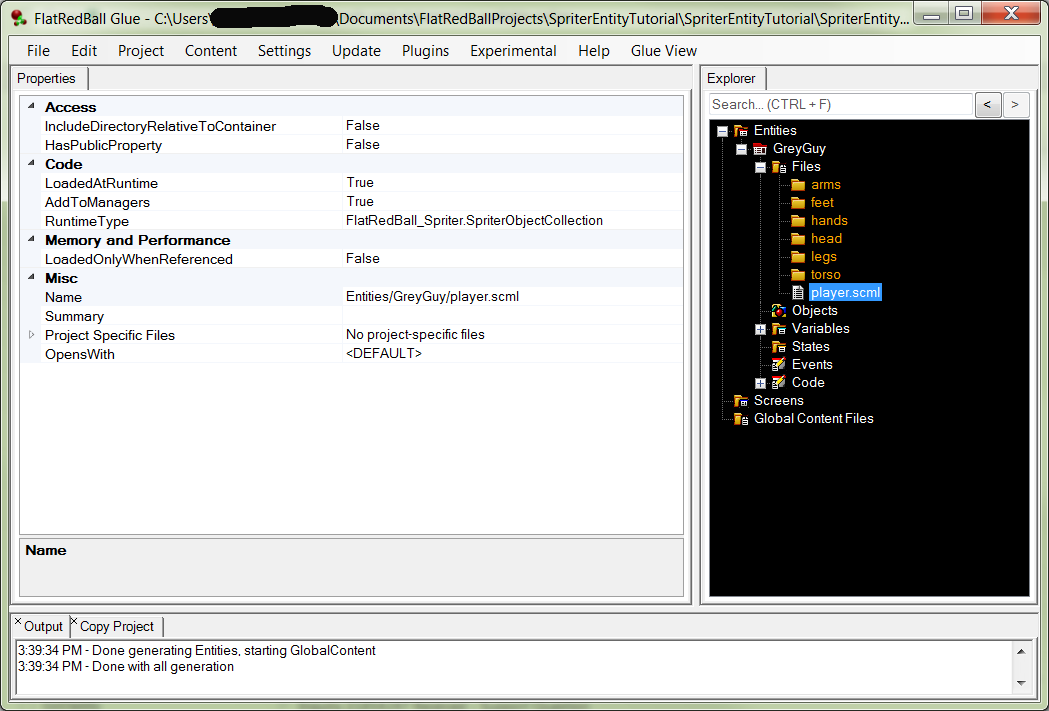 FlatRedBall Glue - C:\Users\ \Documents\FlatRedBallProjects\SpriterEntityTutorial\SpriterEntityTutorial\SpriterEntity...
File Edit Project Content Settings Update Plugins Experimental Help Glue View
Properties
Access
IncludeDirectoryRelativeToContainer False
HasPublicProperty False
Code
LoadedAtRuntime True
AddToManagers True
RuntimeType FlatRedBall_Spriter.SpriterObjectCollection
Memory and Performance
LoadedOnlyWhenReferenced False
Misc
Name Entities/GreyGuy/player.scml
Summary
Project Specific Files No project-specific files
OpensWith <DEFAULT>
Name
Explorer
Search... (CTRL + F) < >
Entities
GreyGuy
Files
arms
feet
hands
head
legs
torso
player.scml
Objects
Variables
States
Events
Code
Screens
Global Content Files
Output Copy Project
3:39:34 PM - Done generating Entities, starting GlobalContent
3:39:34 PM - Done with all generation